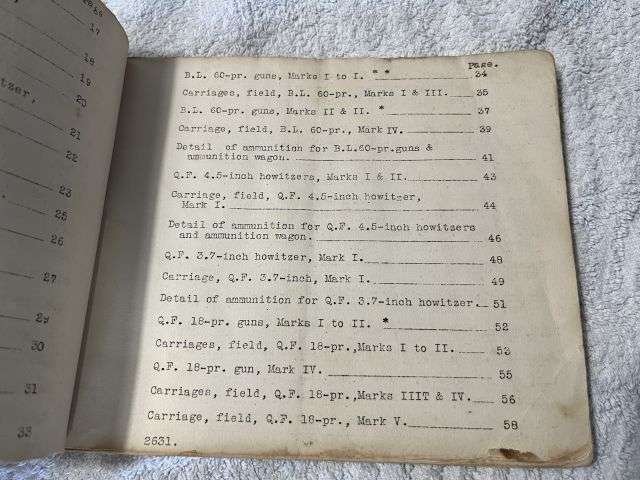 2868
17
18
19
itzer,
20
21
22
23
25
26
27
29
30
31
33
Page.
B.L. 60-pr. guns, Marks I to I. * * 34
Carriages, field, B.L. 60-pr., Marks I & III. 35
B.L. 60-pr. guns, Marks II & II. * 37
Carriage, field, B.L. 60-pr., Mark IV. 39
Detail of ammunition for B.L.60-pr.guns &
ammunition wagon. 41
Q.F. 4.5-inch howitzers, Marks I & II. 43
Carriage, field, Q.F. 4.5-inch howitzer,
Mark I. 44
Detail of ammunition for Q.F. 4.5-inch howitzers
and ammunition wagon. 46
Q.F. 3.7-inch howitzer, Mark I. 48
Carriage, Q.F. 3.7-inch, Mark I. 49
Detail of ammunition for Q.F. 3.7-inch howitzer. 51
Q.F. 18-pr. guns, Marks I to II. * 52
Carriages, field, Q.F. 18-pr.,Marks I to II. 53
Q.F. 18-pr. gun, Mark IV. 55
Carriages, field, Q.F. 18-pr.,Marks IIIT & IV. 56
Carriage, field, Q.F. 18-pr., Mark V. 58
2631.